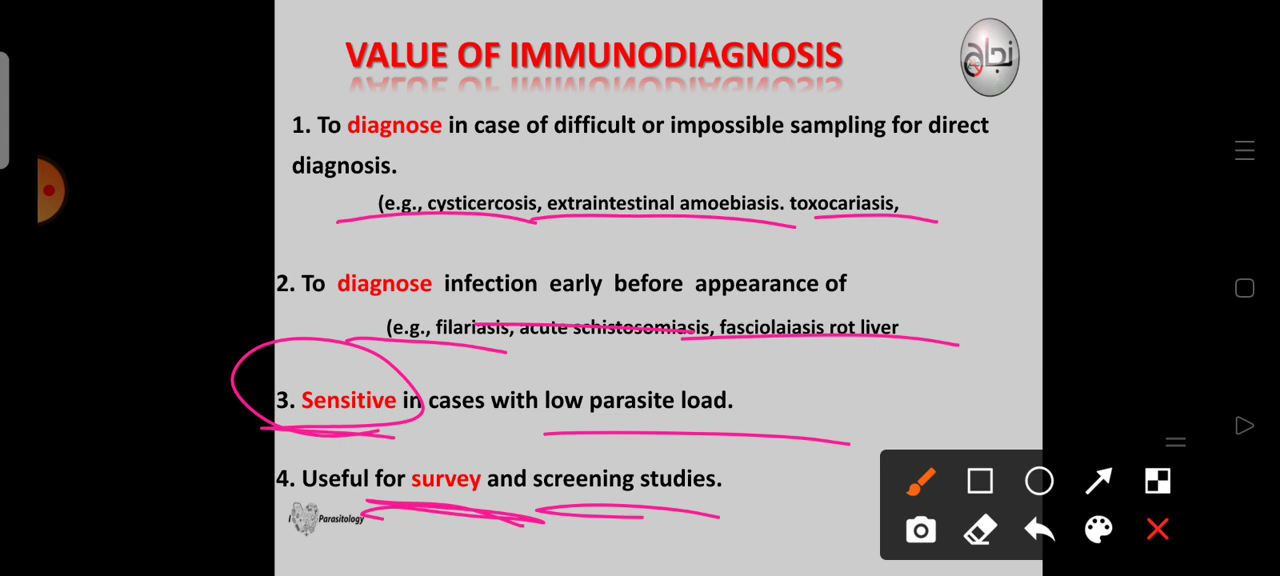 VALUE OF IMMUNODIAGNOSIS
نجاح
1. To diagnose in case of difficult or impossible sampling for direct
diagnosis.
(e.g., cysticercosis, extraintestinal amoebiasis. toxocariasis,
2. To diagnose infection early before appearance of
(e.g., filariasis, acute schistosomiasis, fasciolaiasis rot liver
3. Sensitive in cases with low parasite load.
4. Useful for survey and screening studies.
I Parasitology